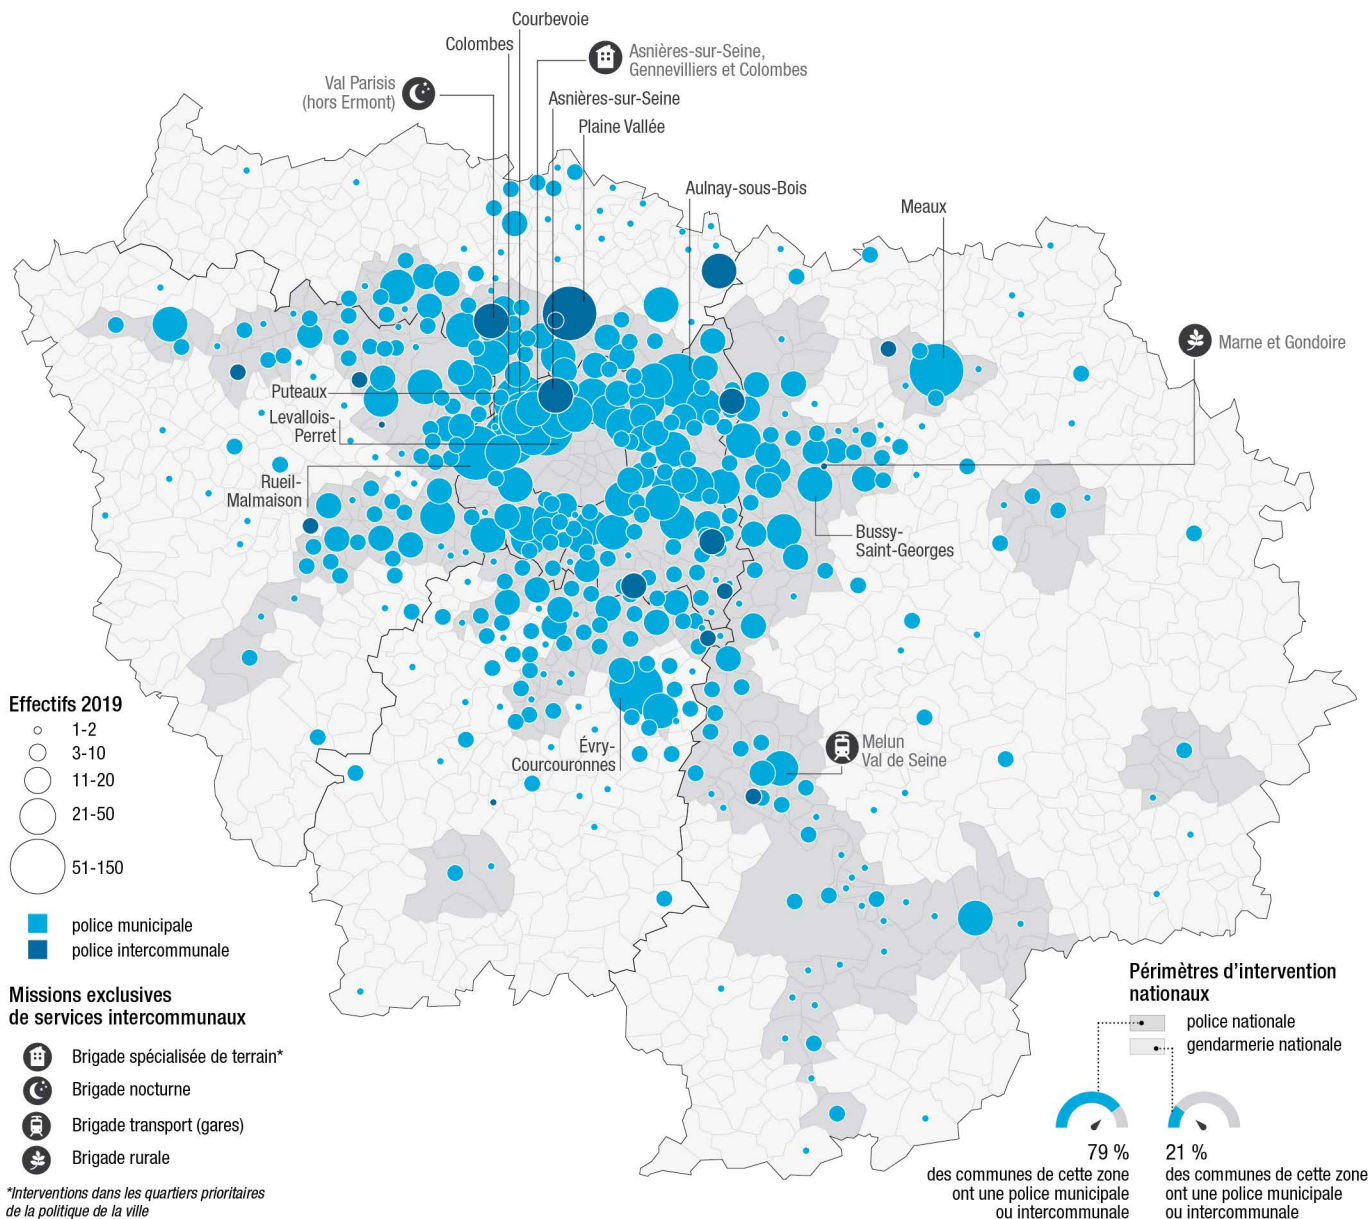 Courbevoie
Colombes
Asnières-sur-Seine,
Gennevilliers et Colombes
Val Parisis
(hors Ermont)
Asnières-sur-Seine
Plaine Vallée
Aulnay-sous-Bois
Meaux
Marne et Gondoire
Puteaux
Levallois-
Perret
Rueil-
Malmaison
Bussy-
Saint-Georges
Évry-
Courcouronnes
Melun
Val de Seine
Effectifs 2019
1-2
3-10
11-20
21-50
51-150
police municipale
police intercommunale
Missions exclusives
de services intercommunaux
Brigade spécialisée de terrain*
Brigade nocturne
Brigade transport (gares)
Brigade rurale
*Interventions dans les quartiers prioritaires
de la politique de la ville
Périmètres d'intervention
nationaux
police nationale
gendarmerie nationale
79 %
des communes de cette zone
ont une police municipale
ou intercommunale
21 %
des communes de cette zone
ont une police municipale
ou intercommunale